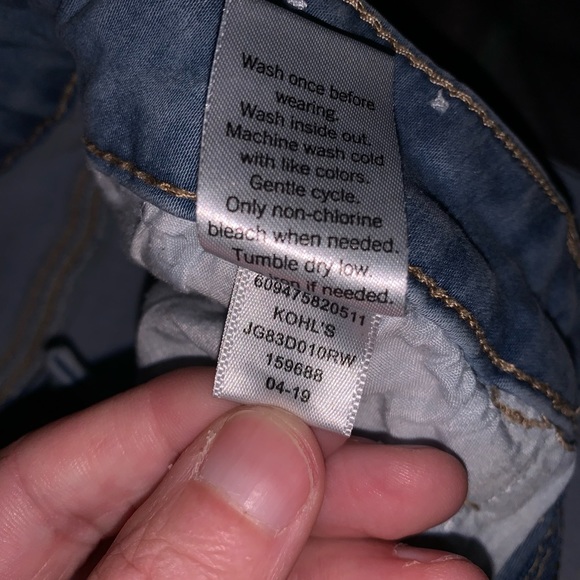 Wash once before
wearing.
Wash inside out.
Machine wash cold
with like colors.
Gentle cycle.
Only non-chlorine
bleach when needed.
Tumble dry low.
if needed.
609475820511
KOHL'S
JG83D010RW
159688
04-19